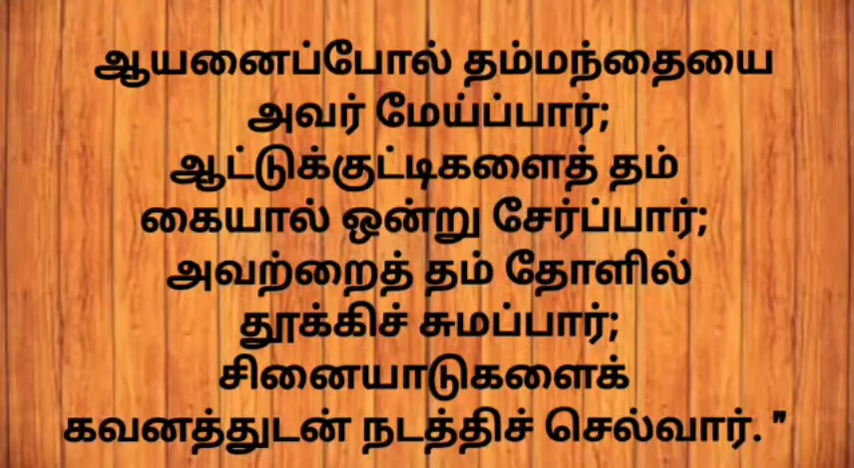 ஆயனைப்போல் தம்மந்தையை
அவர் மேய்ப்பார்;
ஆட்டுக்குட்டிகளைத் தம்
கையால் ஒன்று சேர்ப்பார்;
அவற்றைத் தம் தோளில்
தூக்கிச் சுமப்பார்;
சினையாடுகளைக்
கவனத்துடன் நடத்திச் செல்வார். "